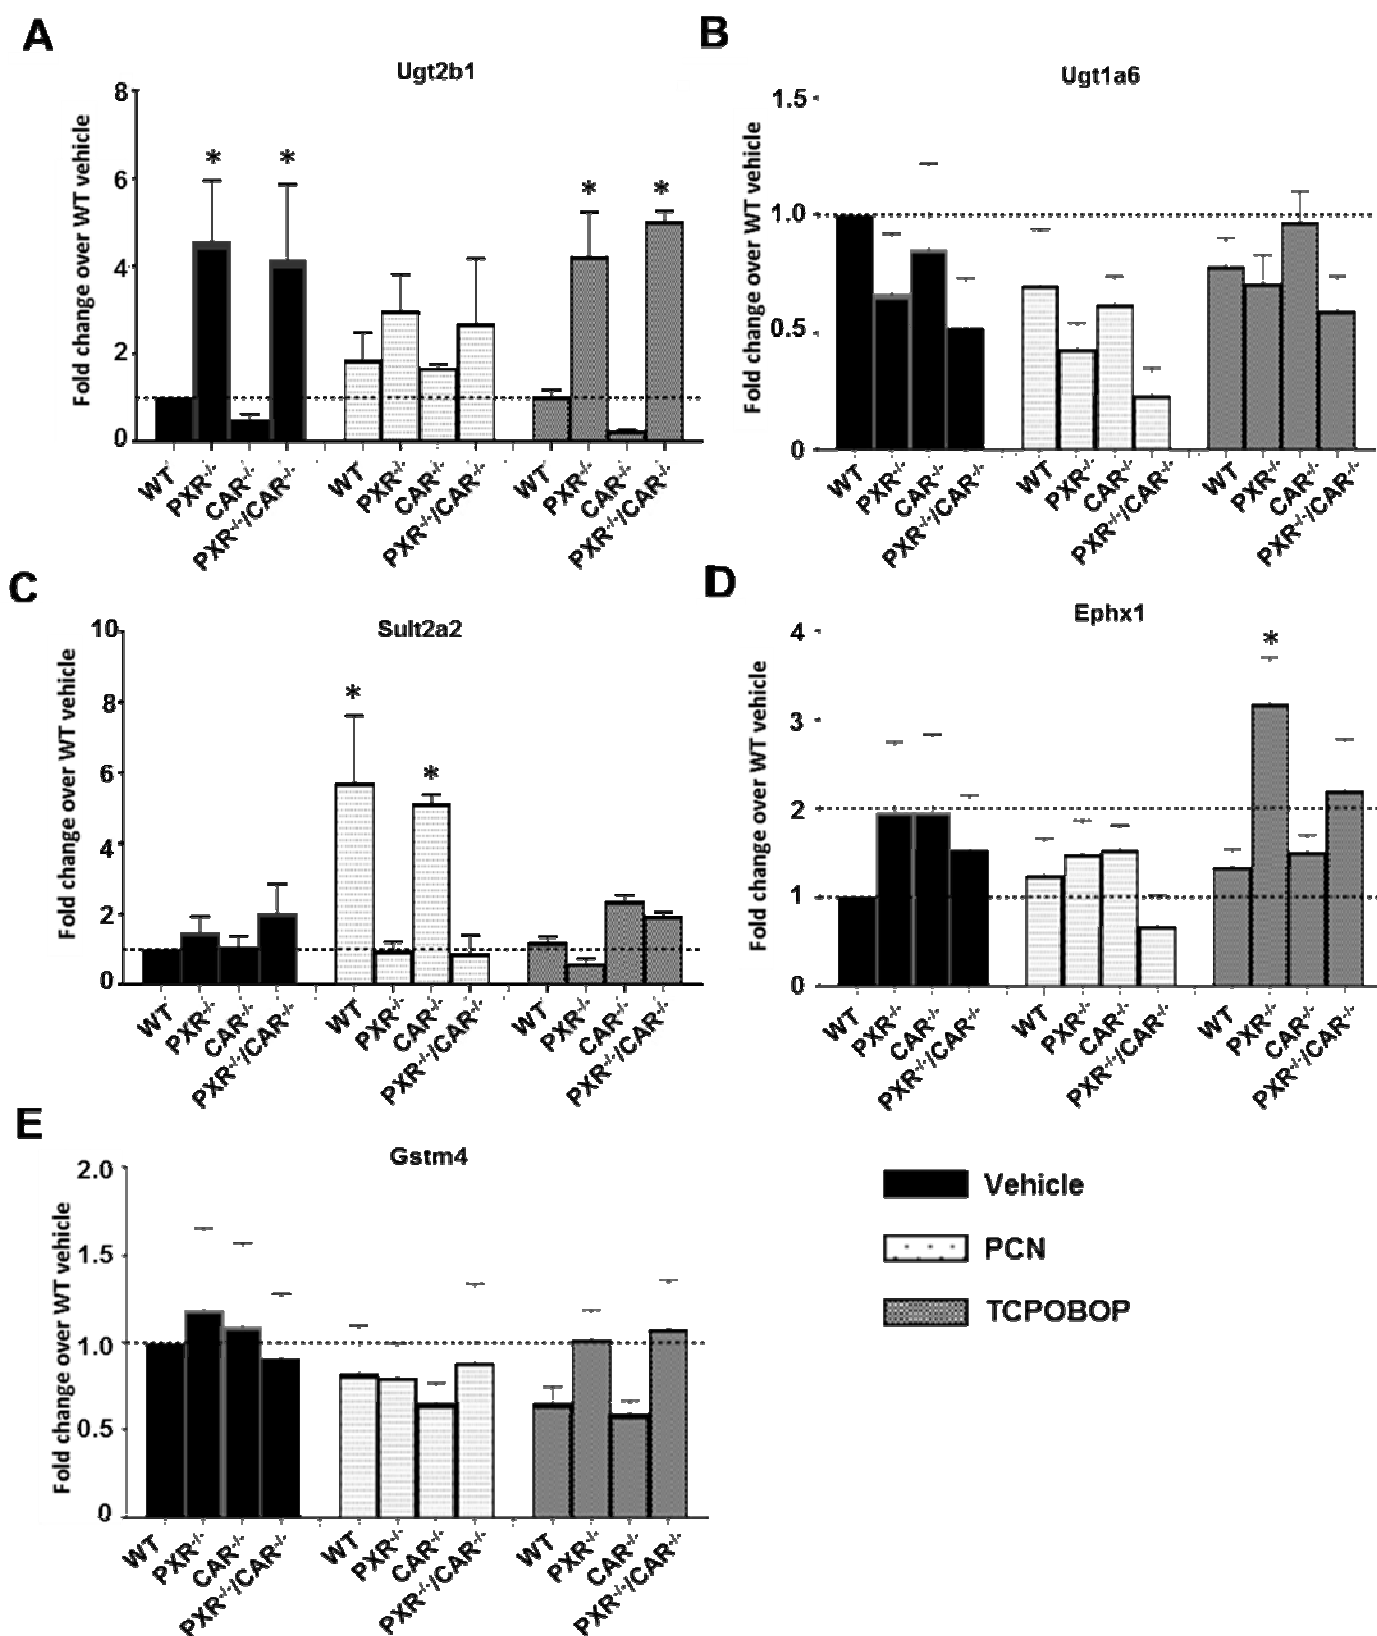 A
Ugt2b1
Fold change over WT vehicle
8
6
4
2
0
*
*
*
*
WT
PXR-/-
CAR-/-
PXR-/-/CAR-/-
WT
PXR-/-
CAR-/-
PXR-/-/CAR-/-
WT
PXR-/-
CAR-/-
PXR-/-/CAR-/-
B
Ugt1a6
Fold change over WT vehicle
1.5
1.0
0.5
0
WT
PXR-/-
CAR-/-
PXR-/-/CAR-/-
WT
PXR-/-
CAR-/-
PXR-/-/CAR-/-
WT
PXR-/-
CAR-/-
PXR-/-/CAR-/-
C
Sult2a2
Fold change over WT vehicle
10
8
6
4
2
0
*
*
WT
PXR-/-
CAR-/-
PXR-/-/CAR-/-
WT
PXR-/-
CAR-/-
PXR-/-/CAR-/-
WT
PXR-/-
CAR-/-
PXR-/-/CAR-/-
D
Ephx1
Fold change over WT vehicle
4
3
2
1
0
*
WT
PXR-/-
CAR-/-
PXR-/-/CAR-/-
WT
PXR-/-
CAR-/-
PXR-/-/CAR-/-
WT
PXR-/-
CAR-/-
PXR-/-/CAR-/-
E
Gstm4
Fold change over WT vehicle
2.0
1.5
1.0
0.5
0
WT
PXR-/-
CAR-/-
PXR-/-/CAR-/-
WT
PXR-/-
CAR-/-
PXR-/-/CAR-/-
WT
PXR-/-
CAR-/-
PXR-/-/CAR-/-
Vehicle
PCN
TCPOBOP